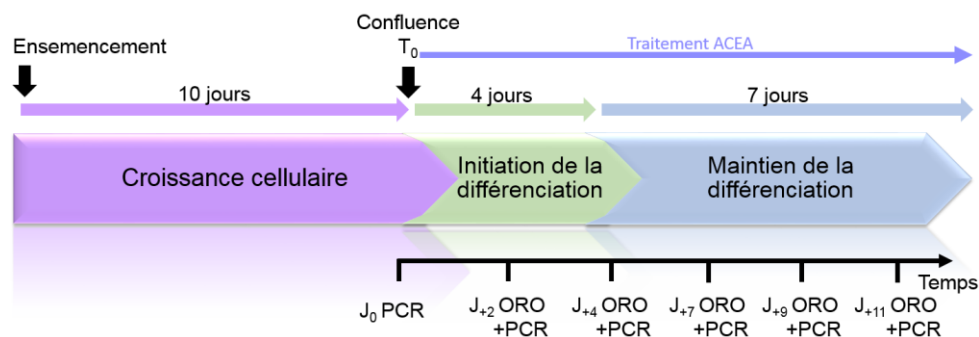 Ensemencement
Confluence
T₀
Traitement ACEA
10 jours
4 jours
7 jours
Croissance cellulaire
Initiation de la
différenciation
Maintien de la
différenciation
Temps
J₀ PCR
J₊₂ ORO
+PCR
J₊₄ ORO
+PCR
J₊₇ ORO
+PCR
J₊₉ ORO
+PCR
J₊₁₁ ORO
+PCR